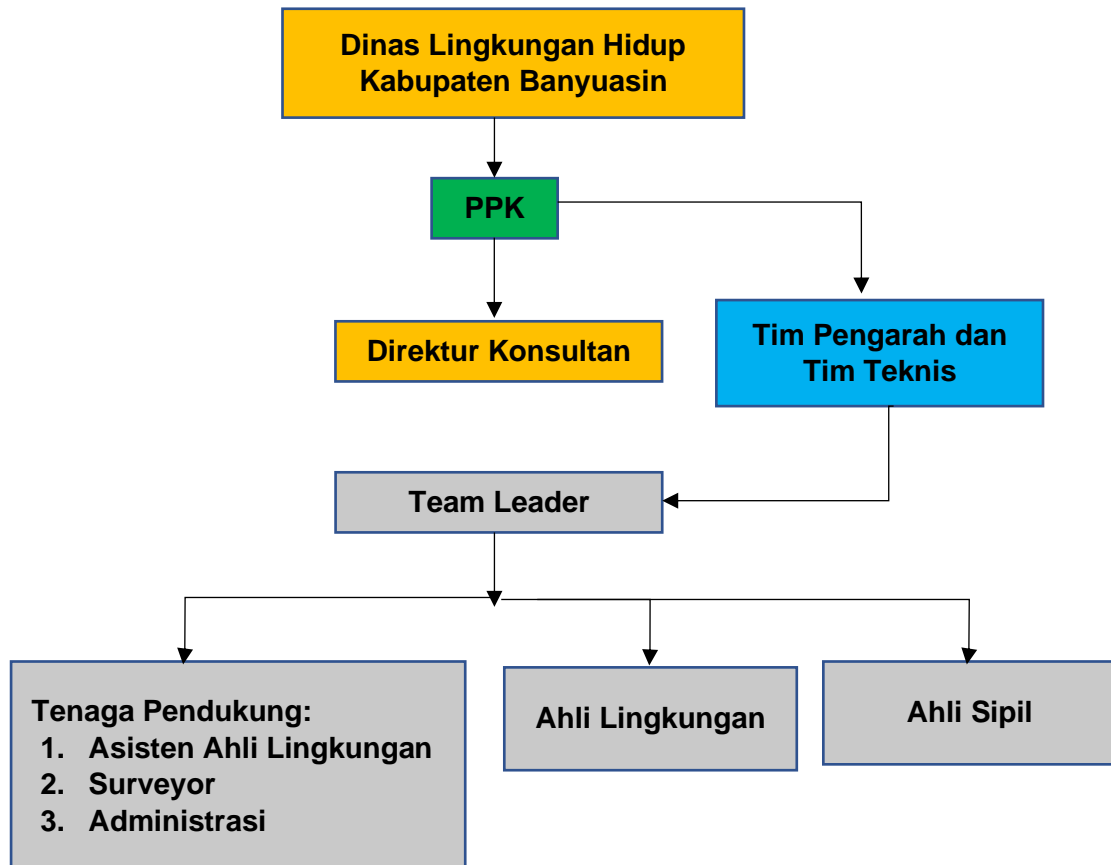 Dinas Lingkungan Hidup
Kabupaten Banyuasin
PPK
Direktur Konsultan
Tim Pengarah dan
Tim Teknis
Team Leader
Tenaga Pendukung:
1. Asisten Ahli Lingkungan
2. Surveyor
3. Administrasi
Ahli Lingkungan
Ahli Sipil